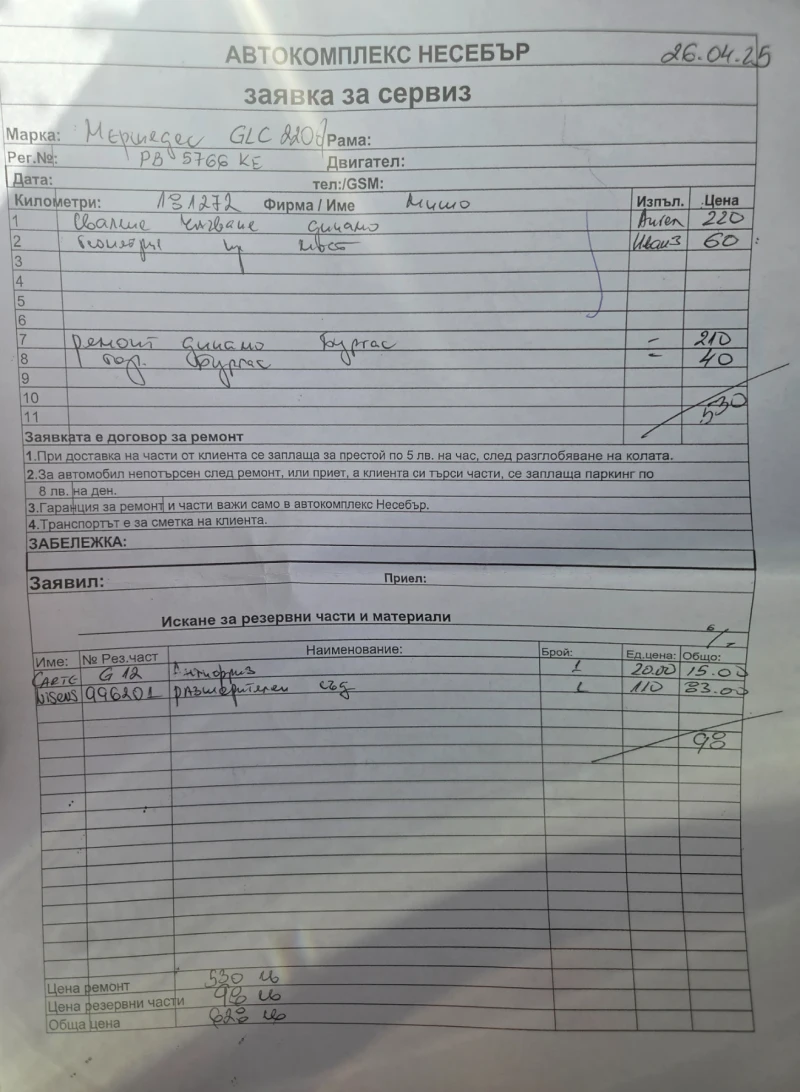 АВТОКОМПЛЕКС НЕСЕБЪР 26.04.25
заявка за сервиз
Марка: Мерцедес GLC 220d Рама:
Рег.№: PB 5766 KE Двигател:
Дата: тел:/GSM:
Километри: 131272 Фирма / Име Мишо Изпъл. Цена
1 Сваляне динамо 220
2 60
3
4
5
6
7 ремонт динамо Бургас - 210
8 Бургас - 40
9
10
11 530
Заявката е договор за ремонт
1.При доставка на части от клиента се заплаща за престой по 5 лв. на час, след разглобяване на колата.
2.За автомобил непотърсен след ремонт, или приет, а клиента си търси части, се заплаща паркинг по
8 лв. на ден.
3.Гаранция за ремонт и части важи само в автокомплекс Несебър.
4.Транспортът е за сметка на клиента.
ЗАБЕЛЕЖКА:
Заявил: Приел:
Искане за резервни части и материали
Име: № Рез.част Наименование: Брой: Ед.цена: Общо:
G 12 Антифриз 1 20.00 15.00
NISENS 996201 разширителен съд 1 110 83.00
98
Цена ремонт 530 лв
Цена резервни части 98 лв
Обща цена 628 лв